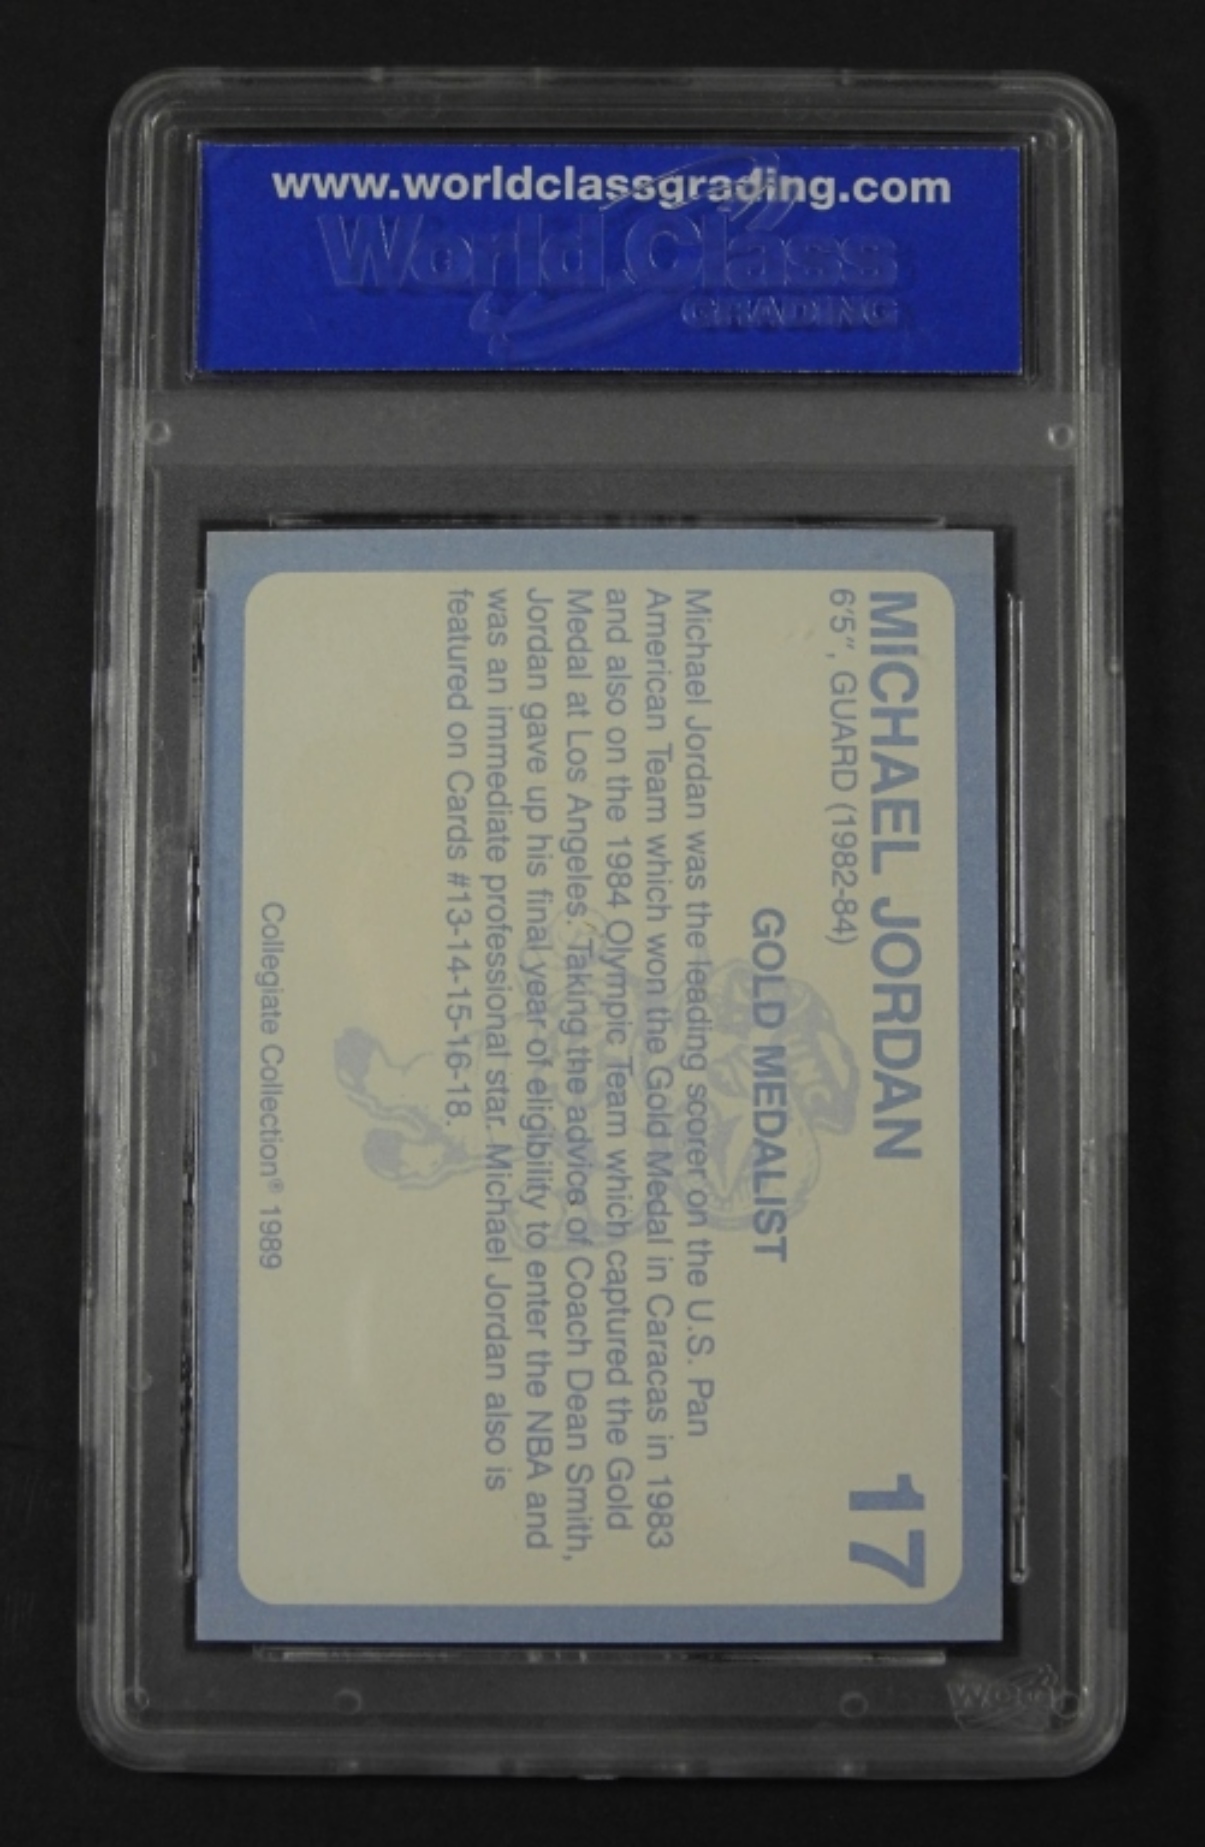 www.worldclassgrading.com
World Class
GRADING
MICHAEL JORDAN
17
6'5", GUARD (1982-84)
GOLD MEDALIST
Michael Jordan was the leading scorer on the U.S. Pan
American Team which won the Gold Medal in Caracas in 1983
and also on the 1984 Olympic Team which captured the Gold
Medal at Los Angeles. Taking the advice of Coach Dean Smith,
Jordan gave up his final year of eligibility to enter the NBA and
was an immediate professional star. Michael Jordan also is
featured on Cards #13-14-15-16-18.
Collegiate Collection® 1989
WCG